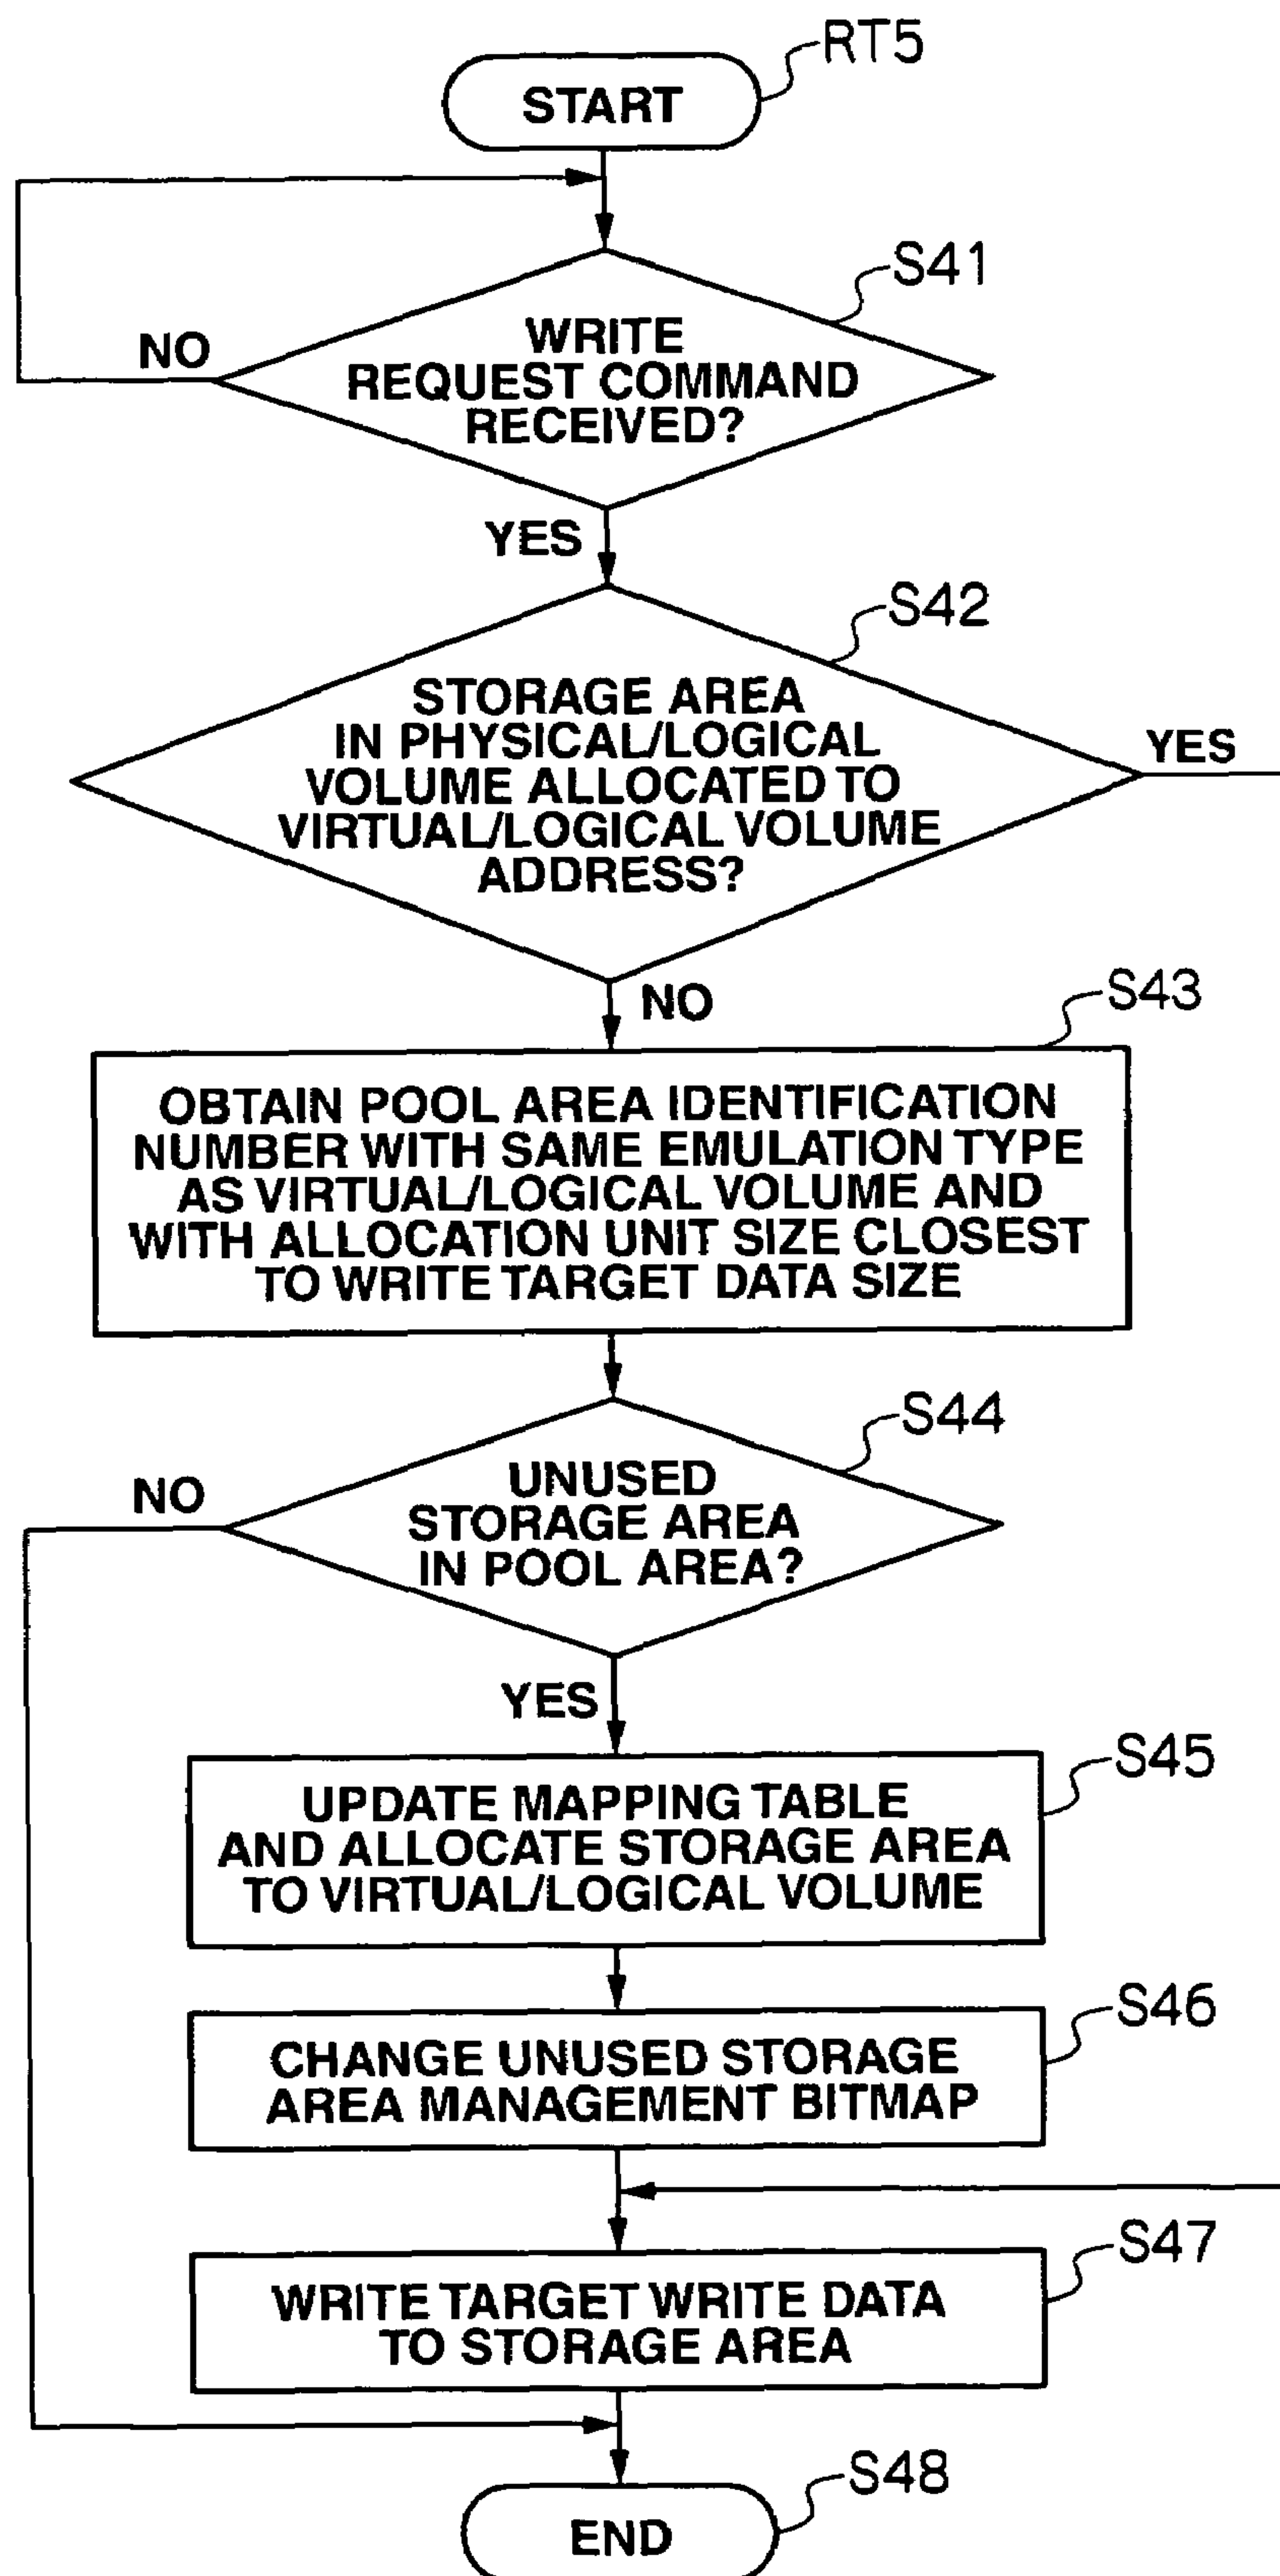 RT5
START
S41
NO
WRITE
REQUEST COMMAND
RECEIVED?
YES
S42
STORAGE AREA
IN PHYSICAL/LOGICAL
VOLUME ALLOCATED TO
VIRTUAL/LOGICAL VOLUME
ADDRESS?
YES
NO
S43
OBTAIN POOL AREA IDENTIFICATION
NUMBER WITH SAME EMULATION TYPE
AS VIRTUAL/LOGICAL VOLUME AND
WITH ALLOCATION UNIT SIZE CLOSEST
TO WRITE TARGET DATA SIZE
S44
NO
UNUSED
STORAGE AREA
IN POOL AREA?
YES
S45
UPDATE MAPPING TABLE
AND ALLOCATE STORAGE AREA
TO VIRTUAL/LOGICAL VOLUME
S46
CHANGE UNUSED STORAGE
AREA MANAGEMENT BITMAP
S47
WRITE TARGET WRITE DATA
TO STORAGE AREA
S48
END